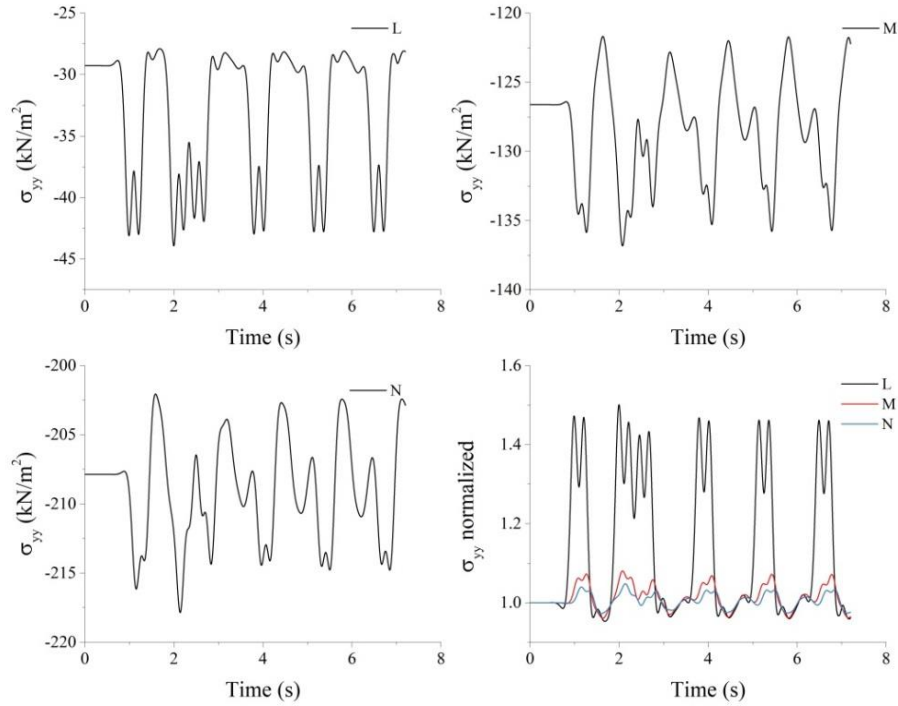 -25
-30
-35
-40
-45
σyy (kN/m²)
L
0 2 4 6 8
Time (s)
-120
-125
-130
-135
-140
σyy (kN/m²)
M
0 2 4 6 8
Time (s)
-200
-205
-210
-215
-220
σyy (kN/m²)
N
0 2 4 6 8
Time (s)
1.6
1.4
1.2
1.0
σyy normalized
L
M
N
0 2 4 6 8
Time (s)